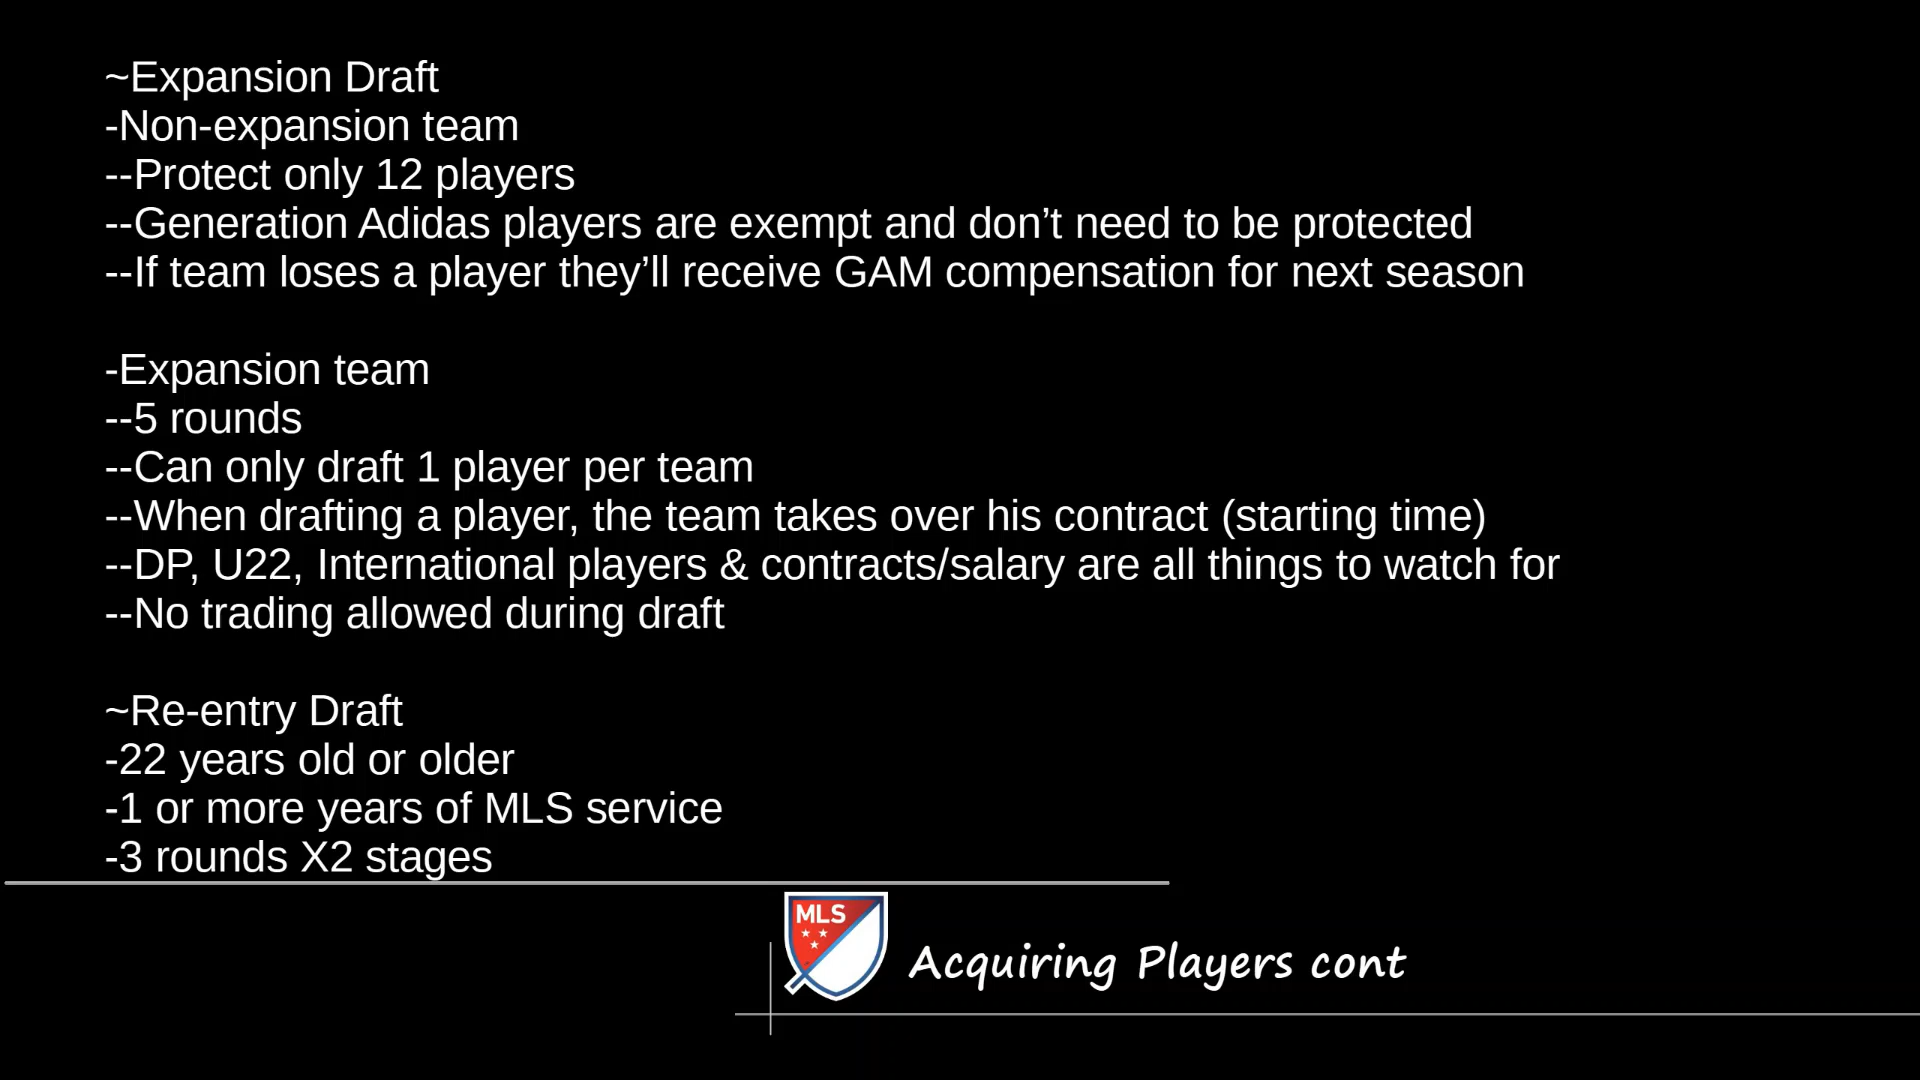 ~Expansion Draft
-Non-expansion team
--Protect only 12 players
--Generation Adidas players are exempt and don’t need to be protected
--If team loses a player they’ll receive GAM compensation for next season
-Expansion team
--5 rounds
--Can only draft 1 player per team
--When drafting a player, the team takes over his contract (starting time)
--DP, U22, International players & contracts/salary are all things to watch for
--No trading allowed during draft
~Re-entry Draft
-22 years old or older
-1 or more years of MLS service
-3 rounds X2 stages
MLS
Acquiring Players cont